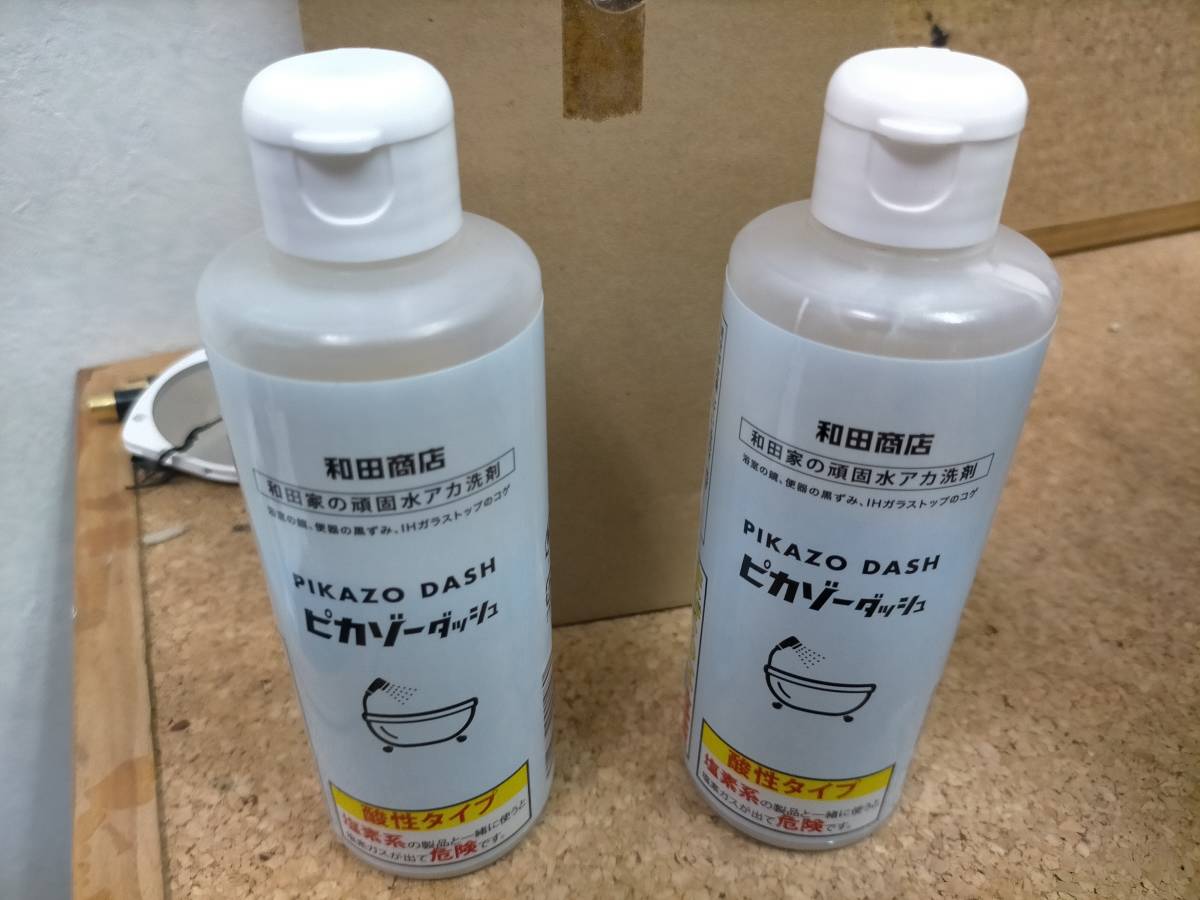 和田商店
和田家の頑固水アカ洗剤
浴室の鏡、便器の黒ずみ、IHガラストップのコゲ
PIKAZO DASH
ピカゾーダッシュ
酸性タイプ
塩素系の製品と一緒に使うと
塩素ガスが出て危険です。
和田商店
和田家の頑固水アカ洗剤
浴室の鏡、便器の黒ずみ、IHガラストップのコゲ
PIKAZO DASH
ピカゾーダッシュ
酸性タイプ
塩素系の製品と一緒に使うと
塩素ガスが出て危険です。